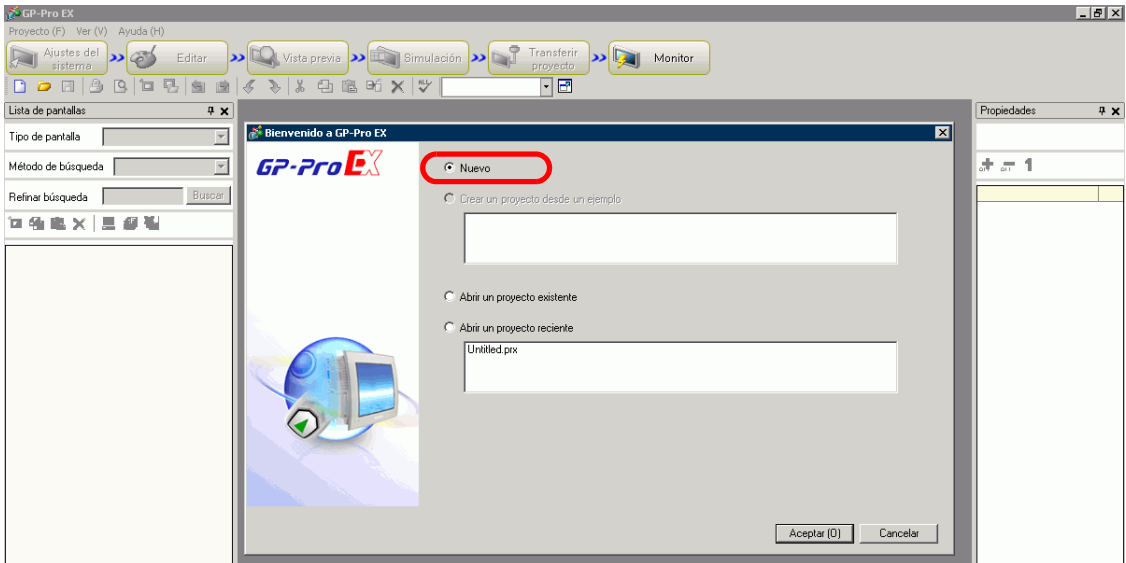 GP-Pro EX
Proyecto (F) Ver (V) Ayuda (H)
Ajustes del sistema
Editar
Vista previa
Simulación
Transferir proyecto
Monitor
Lista de pantallas
Tipo de pantalla
Método de búsqueda
Refinar búsqueda
Buscar
Bienvenido a GP-Pro EX
GP-Pro EX
Nuevo
Crear un proyecto desde un ejemplo
Abrir un proyecto existente
Abrir un proyecto reciente
Untitled.prx
Aceptar (O)
Cancelar
Propiedades
1